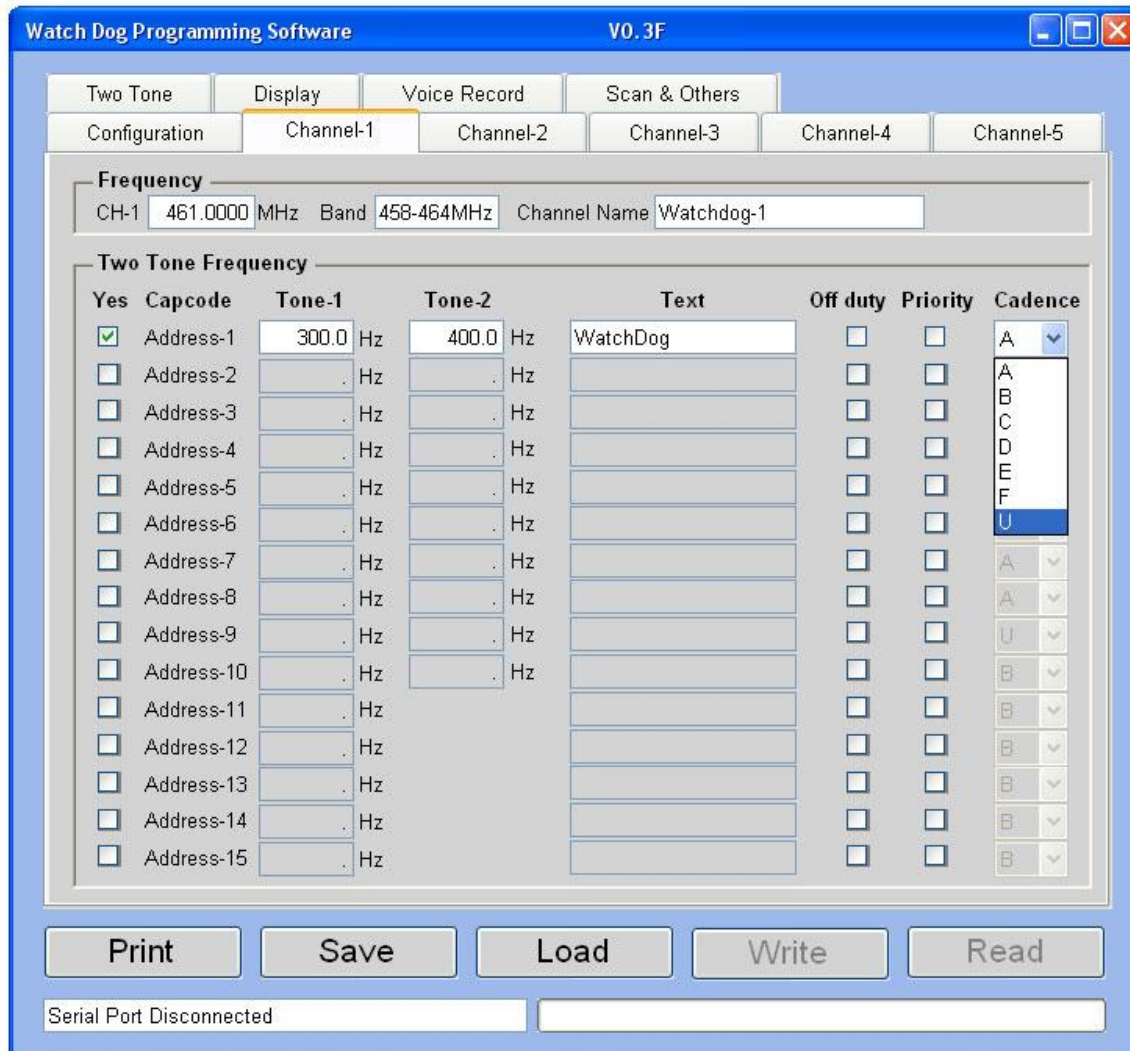 Watch Dog Programming Software V0.3F
Two Tone Display Voice Record Scan & Others
Configuration Channel-1 Channel-2 Channel-3 Channel-4 Channel-5
Frequency
CH-1 461.0000 MHz Band 458-464MHz Channel Name Watchdog-1
Two Tone Frequency
Yes Capcode Tone-1 Tone-2 Text Off duty Priority Cadence
Address-1 300.0 Hz 400.0 Hz WatchDog A
Address-2 . Hz . Hz A
Address-3 . Hz . Hz B
C
Address-4 . Hz . Hz D
Address-5 . Hz . Hz E
F
Address-6 . Hz . Hz U
Address-7 . Hz . Hz A
Address-8 . Hz . Hz A
Address-9 . Hz . Hz U
Address-10 . Hz . Hz B
Address-11 . Hz B
Address-12 . Hz B
Address-13 . Hz B
Address-14 . Hz B
Address-15 . Hz B
Print Save Load Write Read
Serial Port Disconnected